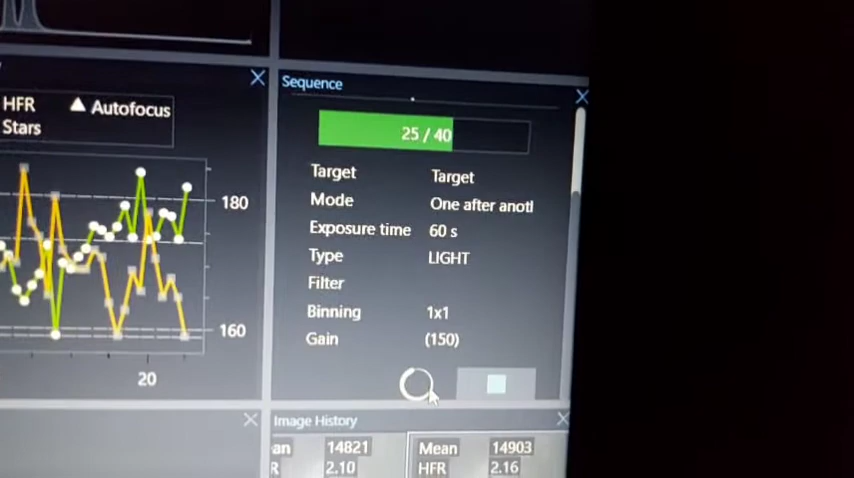 HFR ▲ Autofocus
Stars
180
160
20
Sequence
25 / 40
Target Target
Mode One after anotl
Exposure time 60 s
Type LIGHT
Filter
Binning 1x1
Gain (150)
Image History
an 14821
R 2.10
Mean 14903
HFR 2.16